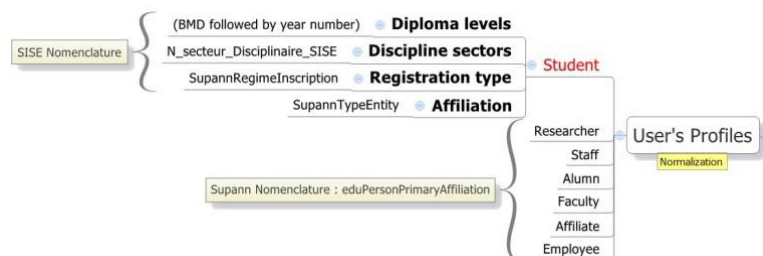 (BMD followed by year number) Diploma levels
SISE Nomenclature
N_secteur_Disciplinaire_SISE Discipline sectors
SupannRegimeInscription Registration type
SupannTypeEntity Affiliation
Student
Researcher
Staff
Alumn
Faculty
Affiliate
Employee
Supann Nomenclature : eduPersonPrimaryAffiliation
User's Profiles
Normalization